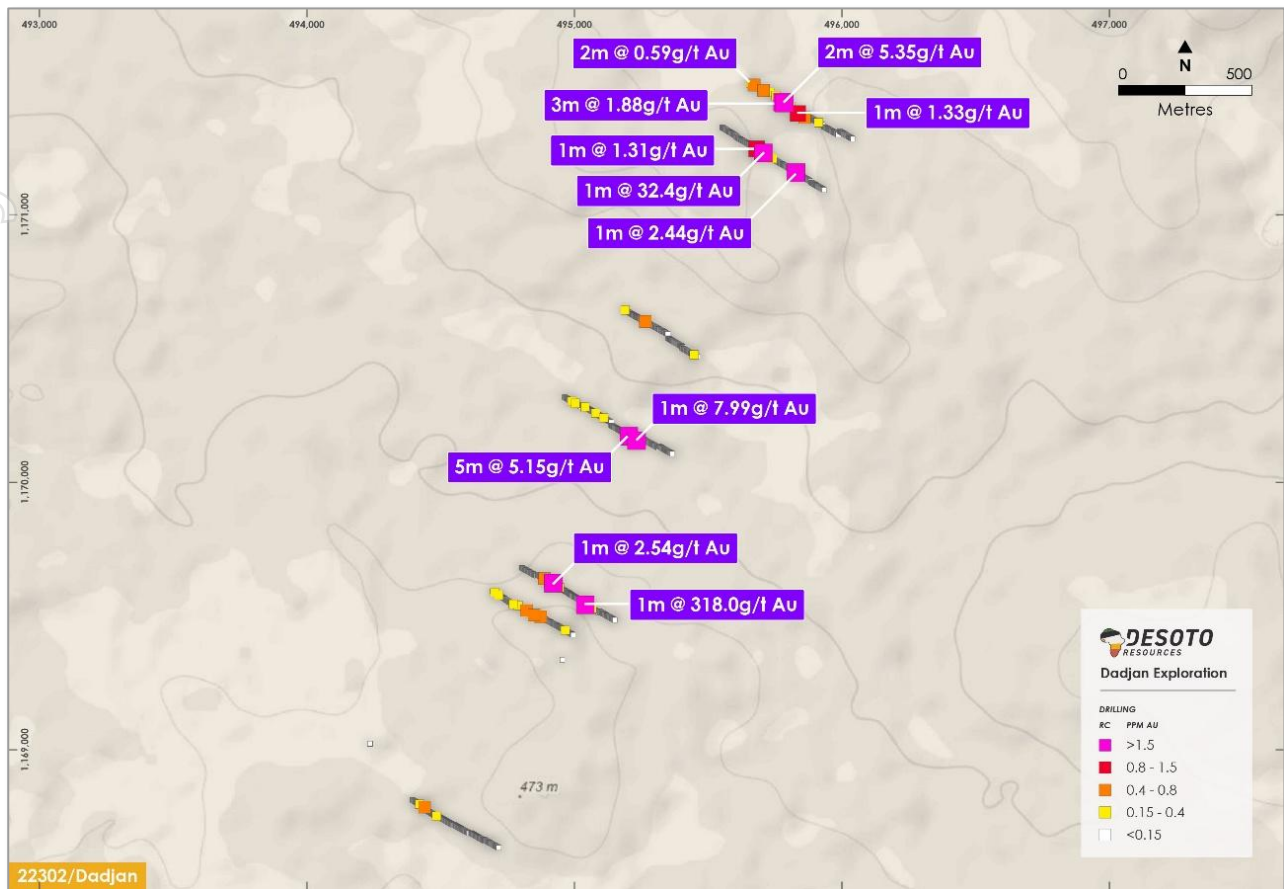 493,000
494,000
495,000
496,000
497,000
2m @ 0.59g/t Au
2m @ 5.35g/t Au
3m @ 1.88g/t Au
1m @ 1.33g/t Au
1m @ 1.31g/t Au
1m @ 32.4g/t Au
1m @ 2.44g/t Au
N
0
500
Metres
1,171,000
1m @ 7.99g/t Au
5m @ 5.15g/t Au
1,170,000
1m @ 2.54g/t Au
1m @ 318.0g/t Au
1,169,000
473 m
DESOTO
RESOURCES
Dadjan Exploration
DRILLING
RC PPM AU
>1.5
0.8 - 1.5
0.4 - 0.8
0.15 - 0.4
<0.15
22302/Dadjan